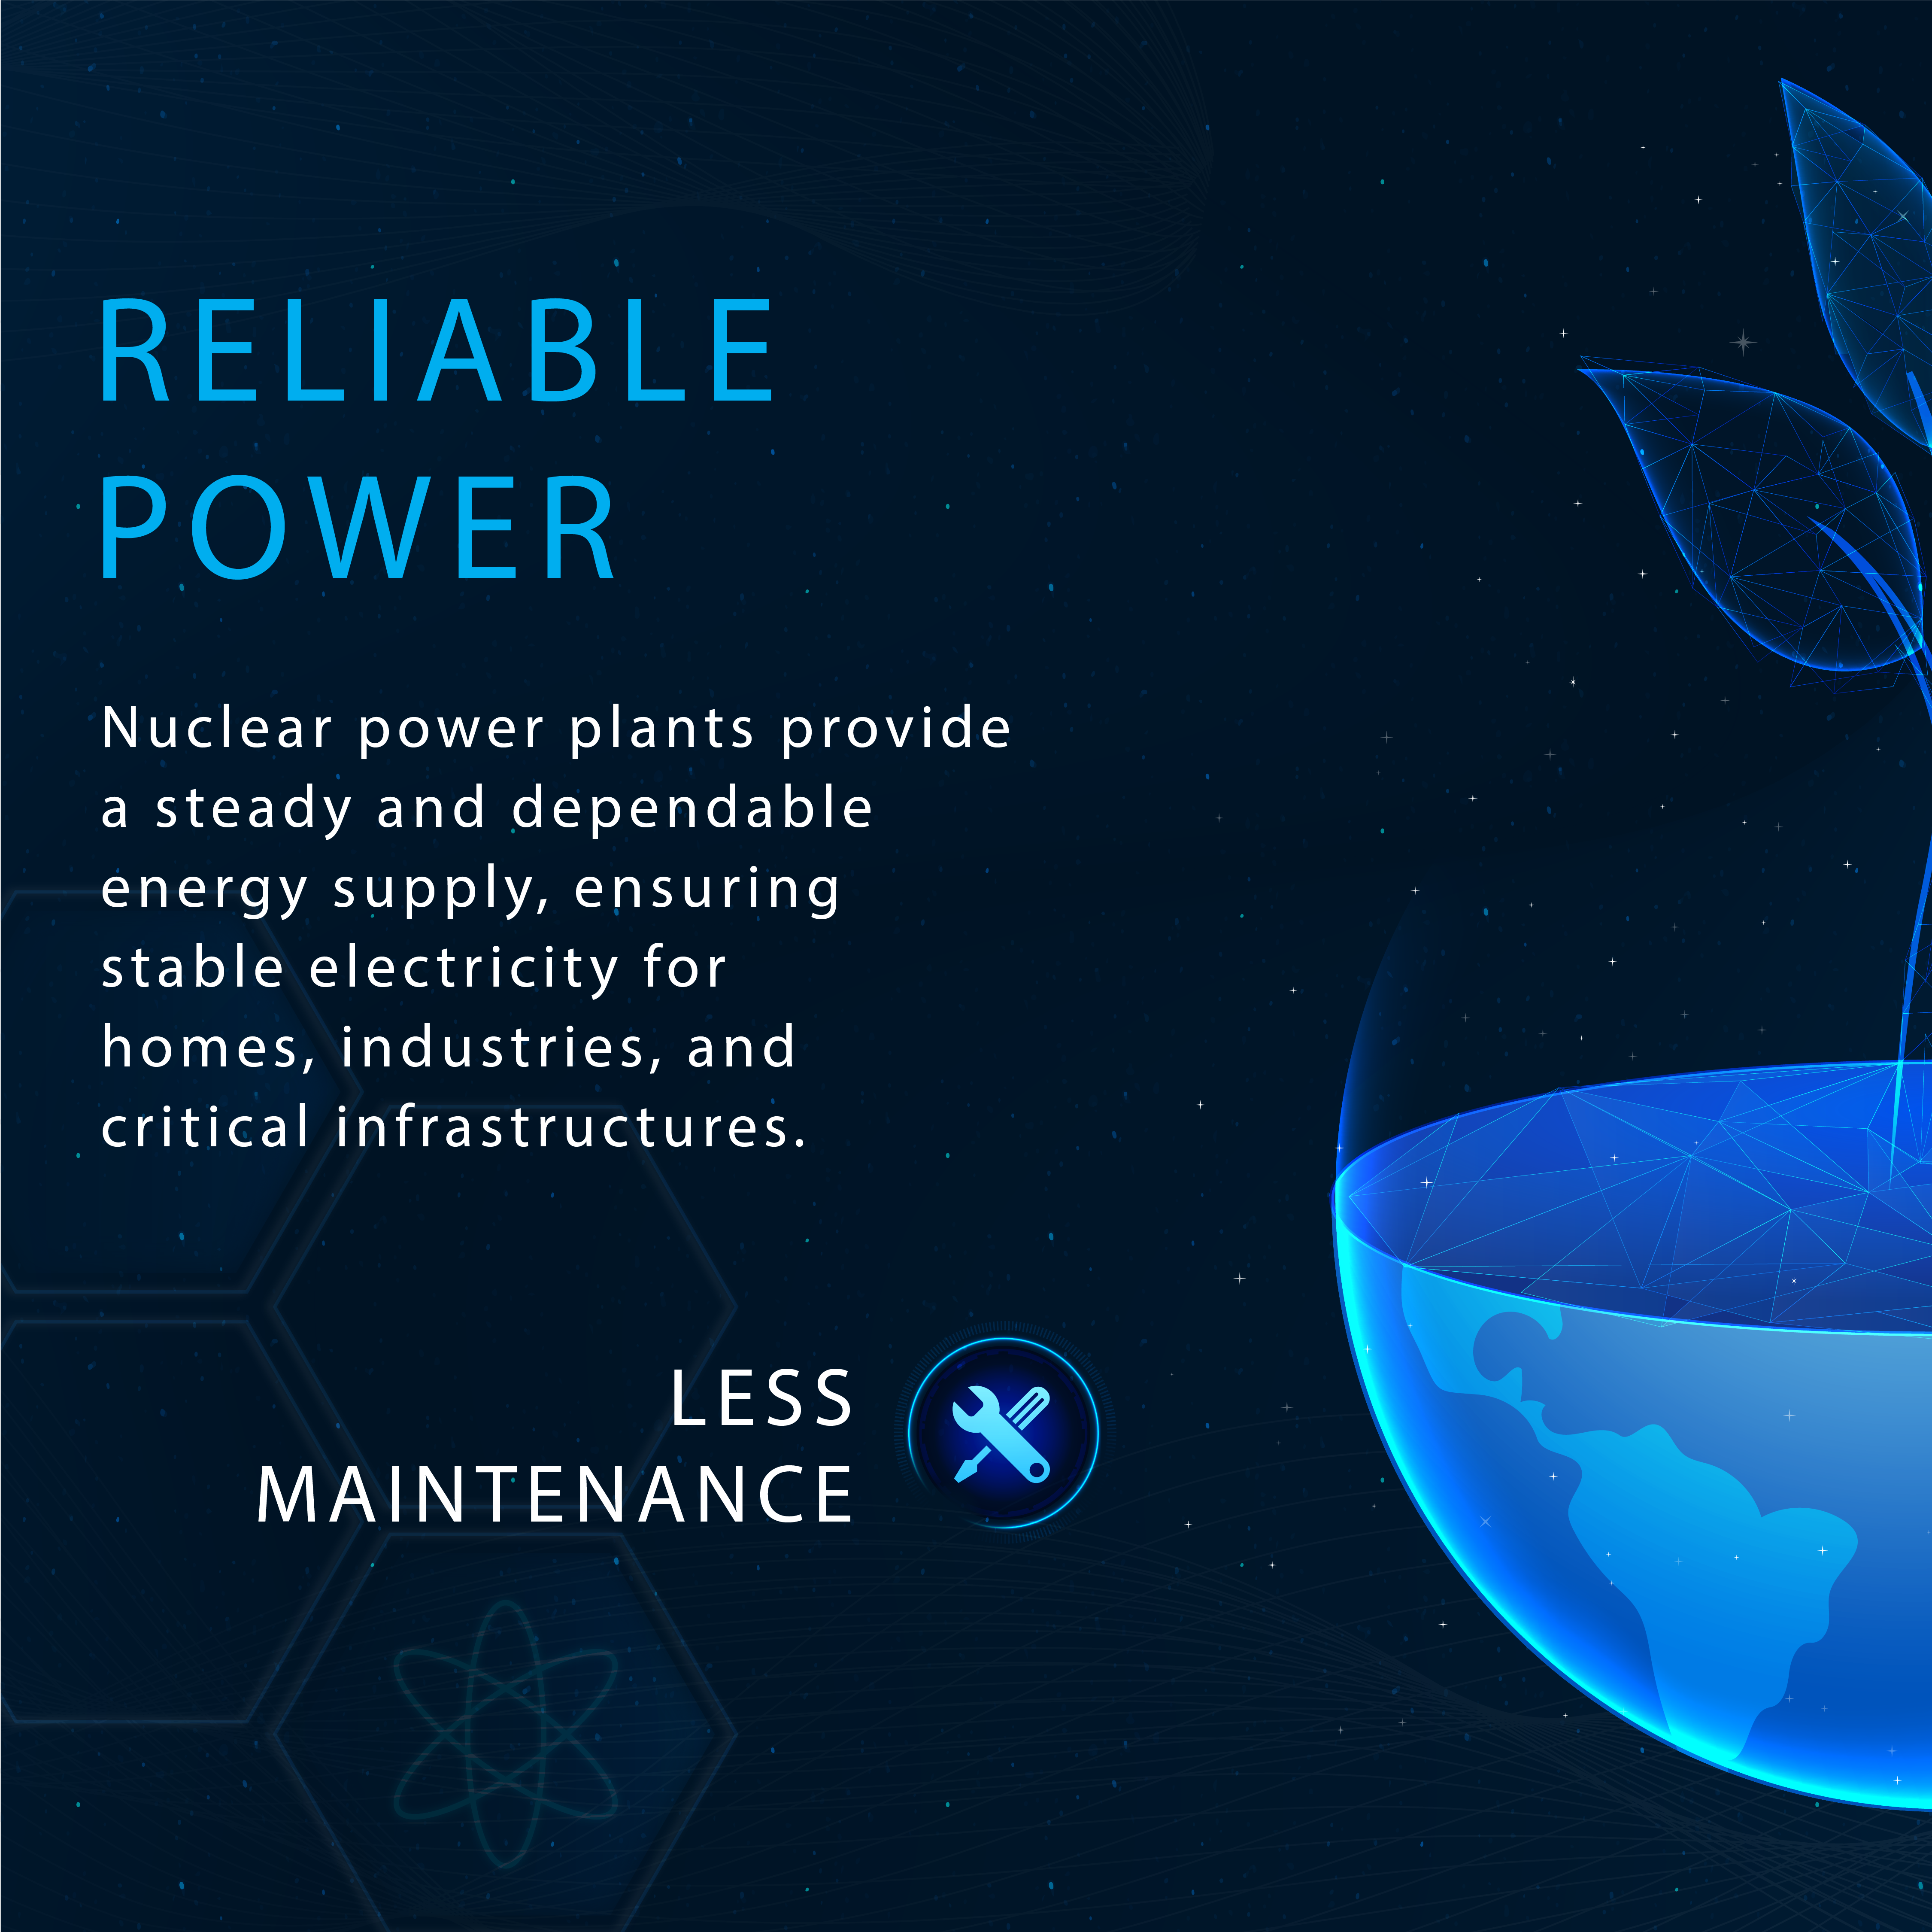 RELIABLE
POWER
Nuclear power plants provide
a steady and dependable
energy supply, ensuring
stable electricity for
homes, industries, and
critical infrastructures.
LESS
MAINTENANCE